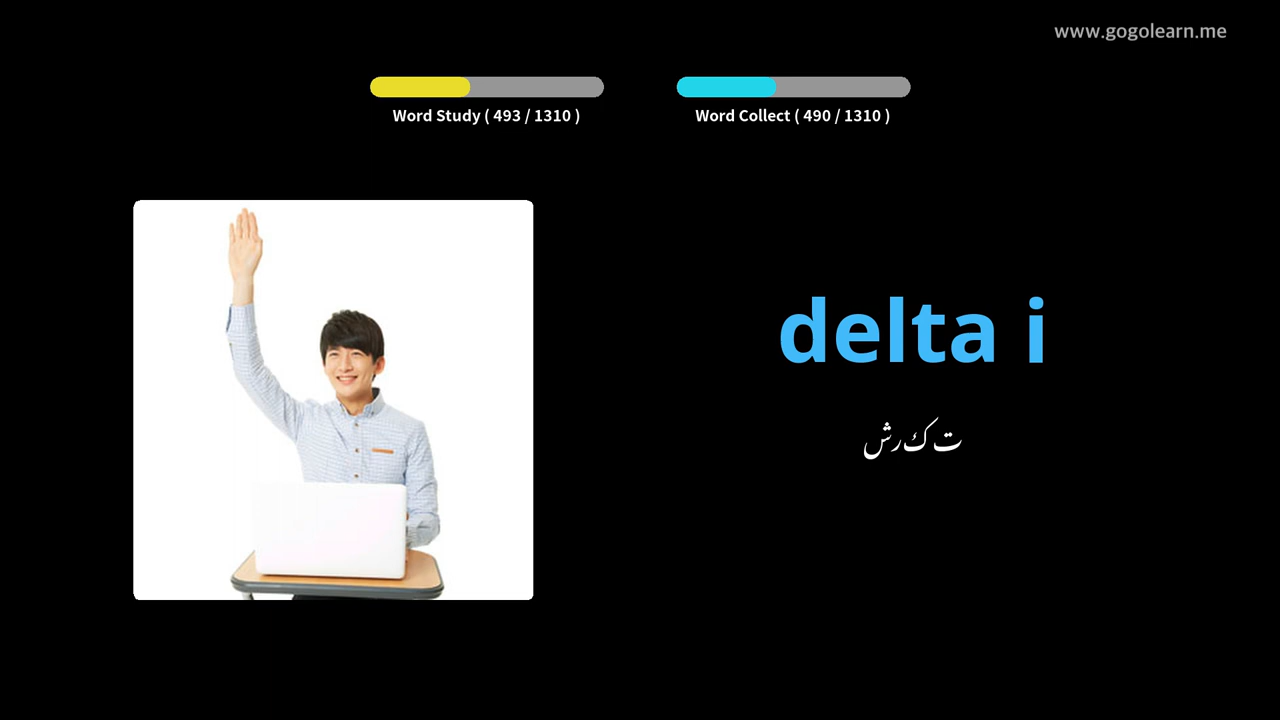 www.gogolearn.me
Word Study ( 493 / 1310 )
Word Collect ( 490 / 1310 )
delta i
ت ك رش